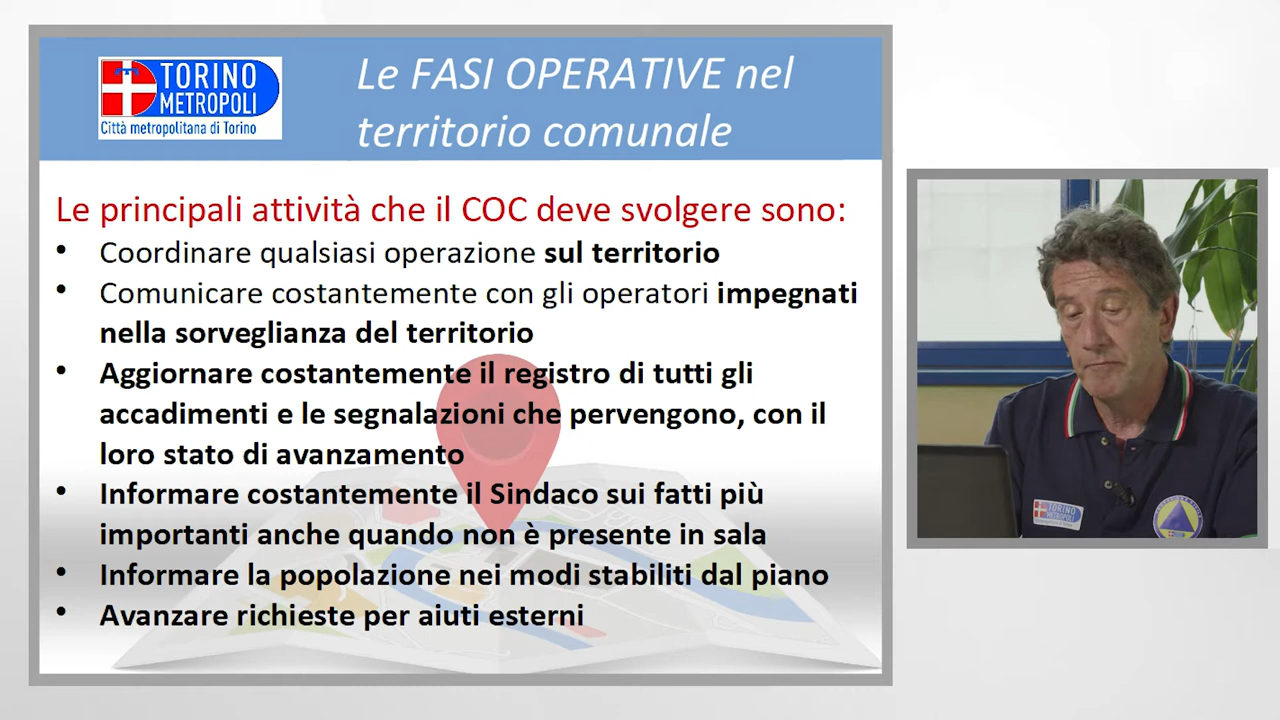 TORINO
METROPOLI
Città metropolitana di Torino
Le FASI OPERATIVE nel
territorio comunale
Le principali attività che il COC deve svolgere sono:
• Coordinare qualsiasi operazione sul territorio
• Comunicare costantemente con gli operatori impegnati
nella sorveglianza del territorio
• Aggiornare costantemente il registro di tutti gli
accadimenti e le segnalazioni che pervengono, con il
loro stato di avanzamento
• Informare costantemente il Sindaco sui fatti più
importanti anche quando non è presente in sala
• Informare la popolazione nei modi stabiliti dal piano
• Avanzare richieste per aiuti esterni
TORINO
METROPOLI